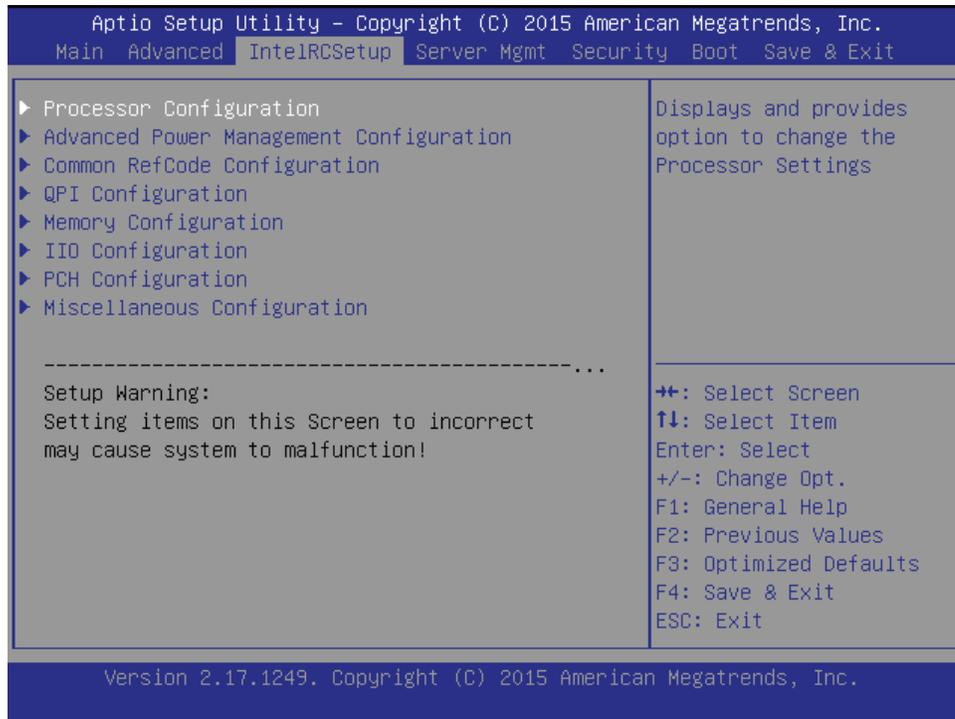 Aptio Setup Utility – Copyright (C) 2015 American Megatrends, Inc.
Main Advanced IntelRCSetup Server Mgmt Security Boot Save & Exit
▶ Processor Configuration
▶ Advanced Power Management Configuration
▶ Common RefCode Configuration
▶ QPI Configuration
▶ Memory Configuration
▶ IIO Configuration
▶ PCH Configuration
▶ Miscellaneous Configuration
--------------------------------------------...
Setup Warning:
Setting items on this Screen to incorrect
may cause system to malfunction!
Displays and provides
option to change the
Processor Settings
→←: Select Screen
↑↓: Select Item
Enter: Select
+/-: Change Opt.
F1: General Help
F2: Previous Values
F3: Optimized Defaults
F4: Save & Exit
ESC: Exit
Version 2.17.1249. Copyright (C) 2015 American Megatrends, Inc.